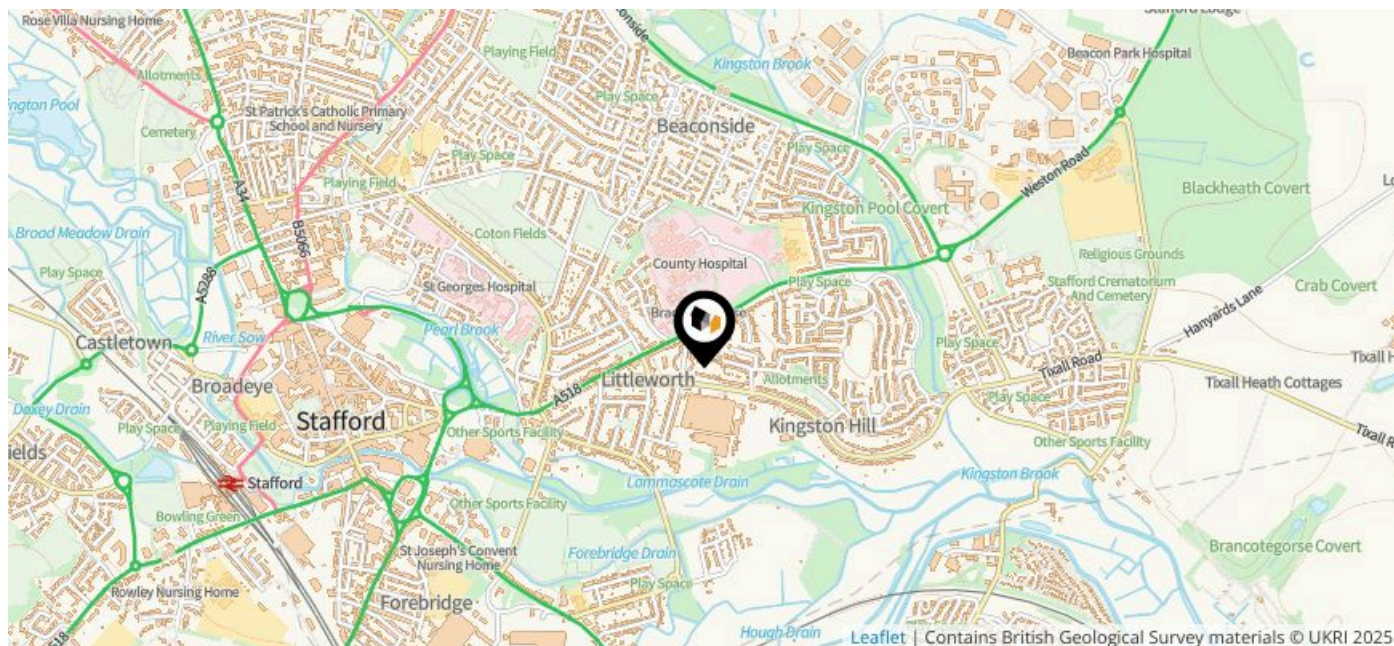 Rose Villa Nursing Home
Allotments
Cemetery
St Patrick's Catholic Primary
School and Nursery
Playing Field
Play Space
Beaconside
Kingston Brook
Beacon Park Hospital
Play Space
Play Space
Playing Field
A34
B5066
Weston Road
Blackheath Covert
Kingston Pool Covert
Broad Meadow Drain
Coton Fields
Play Space
A5288
St Georges Hospital
County Hospital
Religious Grounds
Stafford Crematorium
And Cemetery
Play Space
Crab Covert
Hanyards Lane
River Sow
Pearl Brook
Castletown
Broadeye
Littleworth
A518
Allotments
Play Space
Tixall Road
Tixall Heath Cottages
Play Space
Doxey Drain
Play Space
Playing Field
Stafford
Other Sports Facility
Kingston Hill
Other Sports Facility
Stafford
Lammascote Drain
Kingston Brook
Bowling Green
Other Sports Facility
St Joseph's Convent
Nursing Home
Forebridge Drain
Play Space
Brancotegorse Covert
Rowley Nursing Home
Forebridge
Hough Drain
Leaflet | Contains British Geological Survey materials © UKRI 2025